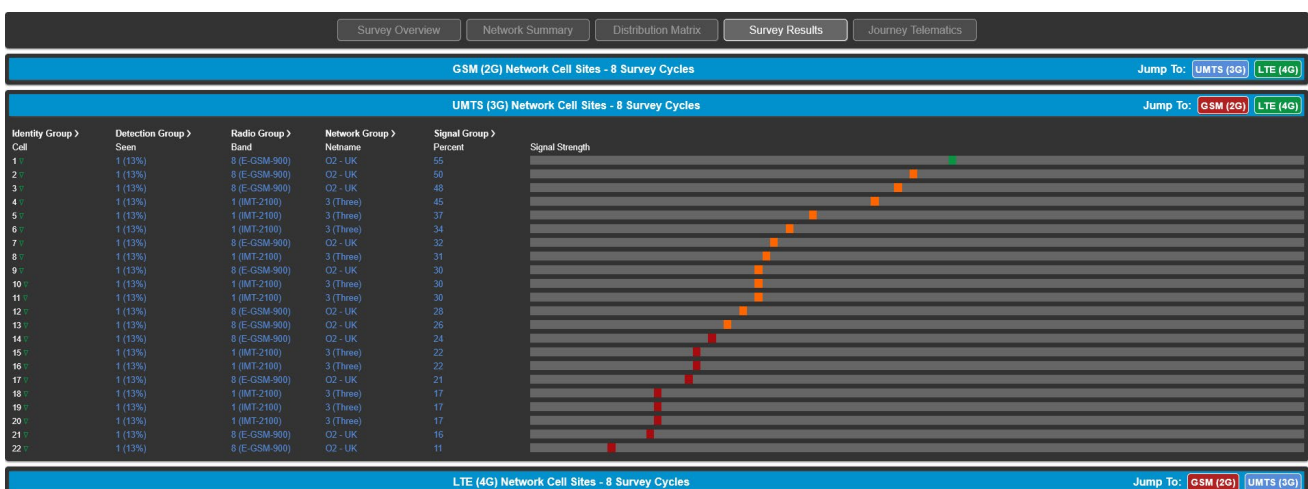 Survey Overview Network Summary Distribution Matrix Survey Results Journey Telematics
GSM (2G) Network Cell Sites - 8 Survey Cycles Jump To: UMTS (3G) LTE (4G)
UMTS (3G) Network Cell Sites - 8 Survey Cycles Jump To: GSM (2G) LTE (4G)
Identity Group > Detection Group > Radio Group > Network Group > Signal Group >
Cell Seen Band Netname Percent Signal Strength
1 1 (13%) 8 (E-GSM-900) O2 - UK 55
2 1 (13%) 8 (E-GSM-900) O2 - UK 50
3 1 (13%) 8 (E-GSM-900) O2 - UK 48
4 1 (13%) 1 (IMT-2100) 3 (Three) 45
5 1 (13%) 1 (IMT-2100) 3 (Three) 37
6 1 (13%) 1 (IMT-2100) 3 (Three) 34
7 1 (13%) 8 (E-GSM-900) O2 - UK 32
8 1 (13%) 1 (IMT-2100) 3 (Three) 31
9 1 (13%) 8 (E-GSM-900) O2 - UK 30
10 1 (13%) 1 (IMT-2100) 3 (Three) 30
11 1 (13%) 1 (IMT-2100) 3 (Three) 30
12 1 (13%) 8 (E-GSM-900) O2 - UK 28
13 1 (13%) 8 (E-GSM-900) O2 - UK 26
14 1 (13%) 8 (E-GSM-900) O2 - UK 24
15 1 (13%) 1 (IMT-2100) 3 (Three) 22
16 1 (13%) 1 (IMT-2100) 3 (Three) 22
17 1 (13%) 8 (E-GSM-900) O2 - UK 21
18 1 (13%) 1 (IMT-2100) 3 (Three) 17
19 1 (13%) 1 (IMT-2100) 3 (Three) 17
20 1 (13%) 1 (IMT-2100) 3 (Three) 17
21 1 (13%) 8 (E-GSM-900) O2 - UK 16
22 1 (13%) 8 (E-GSM-900) O2 - UK 11
LTE (4G) Network Cell Sites - 8 Survey Cycles Jump To: GSM (2G) UMTS (3G)